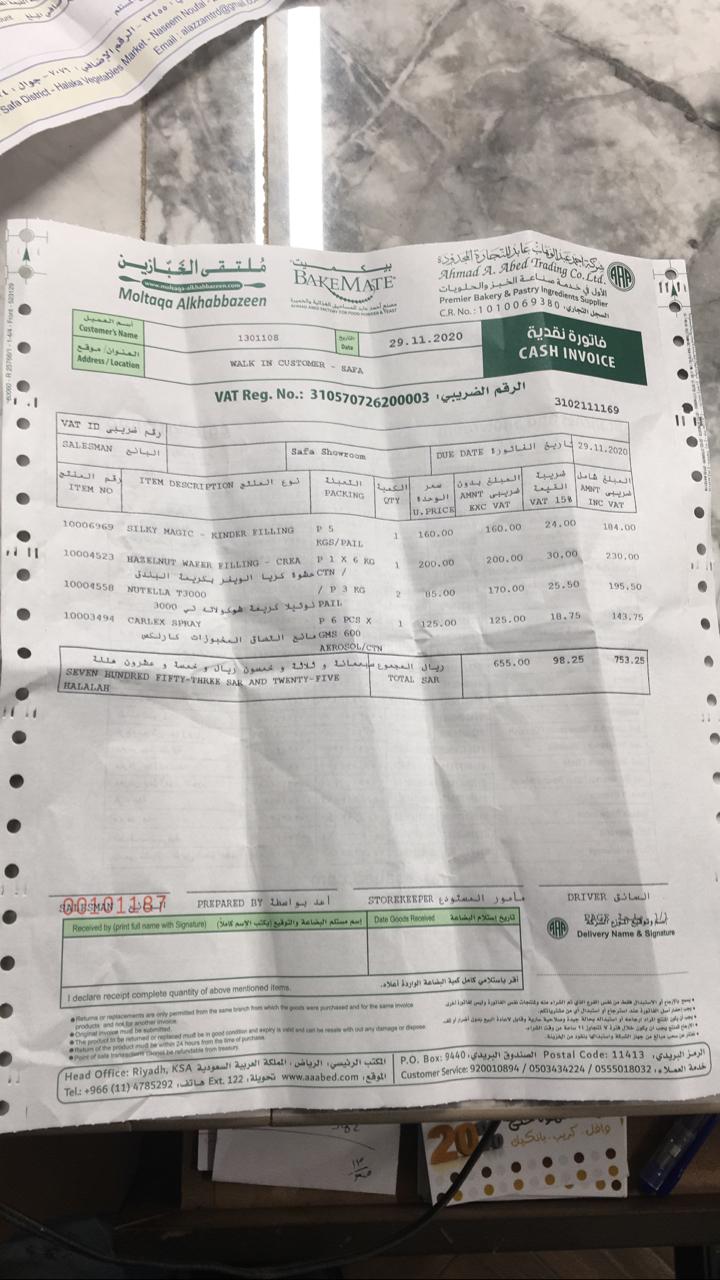 Safa District - Halaka Vegetables Market - Naseem
Email : alazzamtrd@gmail
ملتقى الخبازين
www.moltaqa-alkhabbazeen.com
Moltaqa Alkhabbazeen
بيكميت
BAKEMATE
شركة احمد عبدالوهاب عابد للتجارة المحدودة
Ahmad A. Abed Trading Co.Ltd.
الأول في خدمة صناعة الخبز والحلويات
Premier Bakery & Pastry Ingredients Supplier
C.R. No.: 1010069380 السجل التجاري:
AAA
إسم العميل
Customer's Name
1301108
التاريخ
Date
29.11.2020
فاتورة نقدية
CASH INVOICE
العنوان/ موقع
Address / Location
WALK IN CUSTOMER - SAFA
VAT Reg. No.: 310570726200003 الرقم الضريبي:
3102111169
VAT ID رقم ضريبي
SALESMAN البائع
Safa Showroom
DUE DATE تاريخ الفاتورة 29.11.2020
رقم المنتج نوع المنتج التعبئة الكمية سعر الوحدة المبلغ بدون ضريبي ضريبة القيمة المبلغ شامل ضريبي
ITEM NO ITEM DESCRIPTION PACKING QTY U.PRICE AMNT EXC VAT VAT 15% AMNT INC VAT
10006969 SILKY MAGIC - KINDER FILLING P 5 KGS/PAIL 1 160.00 160.00 24.00 184.00
10004523 HAZELNUT WAFER FILLING - CREA P 1 X 6 KG 1 200.00 200.00 30.00 230.00
حشوة كريا الويفر بكريمة البندق CTN /
10004558 NUTELLA T3000 / P 3 KG 2 85.00 170.00 25.50 195.50
نوتيلا كريمة شوكولاته تي 3000 PAIL
10003494 CARLEX SPRAY P 6 PCS X 1 125.00 125.00 18.75 143.75
مانع التصاق المخبوزات كارلكس GMS 600
AEROSOL/CTN
سبعمائة و ثلاثة و خمسون ريال و خمسة و عشرون هللة
SEVEN HUNDRED FIFTY-THREE SAR AND TWENTY-FIVE
HALALAH
ريال المجموع
TOTAL SAR
655.00 98.25 753.25
00101187
SALESMAN
PREPARED BY أعد بواسطة
STOREKEEPER مأمور المستودع
DRIVER السائق
Received by (print full name with Signature) إسم مستلم البضاعة والتوقيع (يكتب الاسم كاملاً)
Date Goods Received تاريخ إستلام البضاعة
AAA
Delivery Name & Signature
I declare receipt complete quantity of above mentioned items.
أقر باستلامي كامل كمية البضاعة الواردة أعلاه.
Returns or replacements are only permitted from the same branch from which the goods were purchased and for the same invoice
products and not for another invoice.
Original invoice must be submitted.
The product to be returned or replaced must be in good condition and expiry is valid and can be resale with out any damage or dispose.
Return of the product must be within 24 hours from the time of purchase.
Point of sale transactions cannot be refundable from treasury.
Head Office: Riyadh, KSA المكتب الرئيسي: الرياض، المملكة العربية السعودية
Tel.: +966 (11) 4785292 هاتف: Ext. 122 تحويلة: www.aaabed.com الموقع:
P.O. Box: 9440 الصندوق البريدي: Postal Code: 11413 الرمز البريدي:
Customer Service: 920010894 / 0503434224 / 0555018032 خدمة العملاء:
20%
وافل. كريب. بانكيك